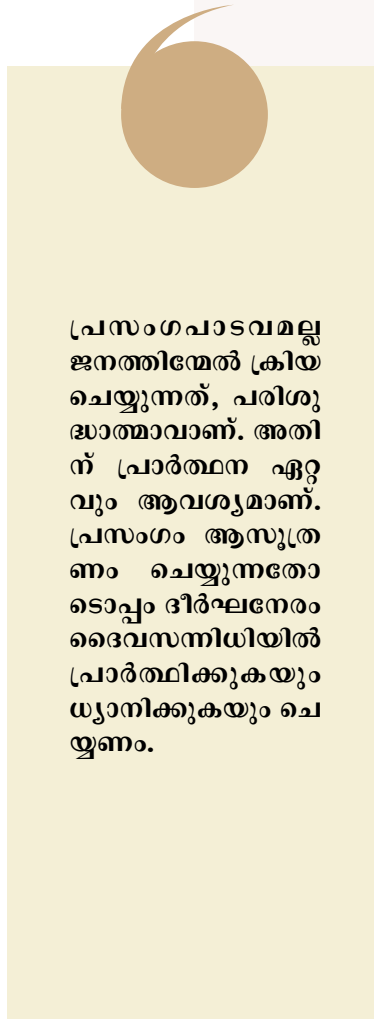 പ്രസംഗപാടവമല്ല
ജനത്തിന്മേൽ ക്രിയ
ചെയ്യുന്നത്, പരിശു
ദ്ധാത്മാവാണ്. അതി
ന് പ്രാർത്ഥന ഏറ്റ
വും ആവശ്യമാണ്.
പ്രസംഗം ആസൂത്ര
ണം ചെയ്യുന്നതോ
ടൊപ്പം ദീർഘനേരം
ദൈവസന്നിധിയിൽ
പ്രാർത്ഥിക്കുകയും
ധ്യാനിക്കുകയും ചെ
യ്യണം.